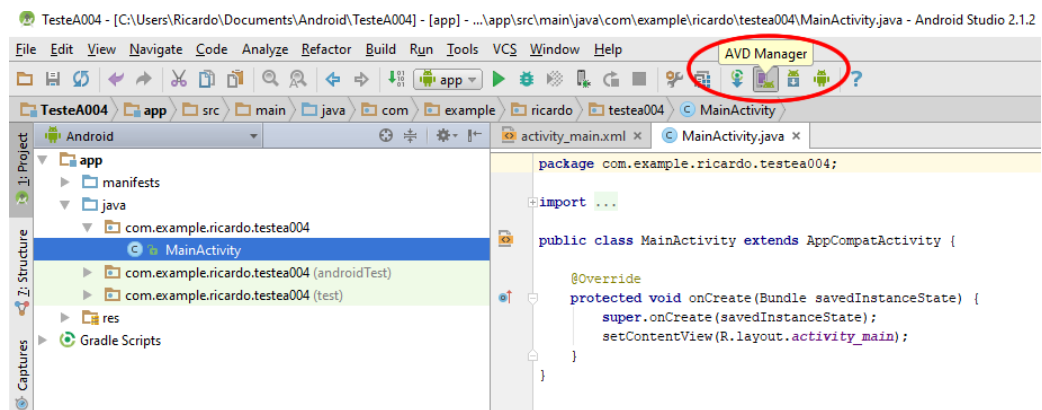 TesteA004 - [C:\Users\Ricardo\Documents\Android\TesteA004] - [app] - ...\app\src\main\java\com\example\ricardo\testea004\MainActivity.java - Android Studio 2.1.2
File Edit View Navigate Code Analyze Refactor Build Run Tools VCS Window Help
AVD Manager
app
?
TesteA004 app src main java com example ricardo testea004 MainActivity
Android
activity_main.xml
MainActivity.java
1: Project
7: Structure
Captures
app
manifests
java
com.example.ricardo.testea004
MainActivity
com.example.ricardo.testea004 (androidTest)
com.example.ricardo.testea004 (test)
res
Gradle Scripts
package com.example.ricardo.testea004;
import ...
public class MainActivity extends AppCompatActivity {
@Override
protected void onCreate(Bundle savedInstanceState) {
super.onCreate(savedInstanceState);
setContentView(R.layout.activity_main);
}
}